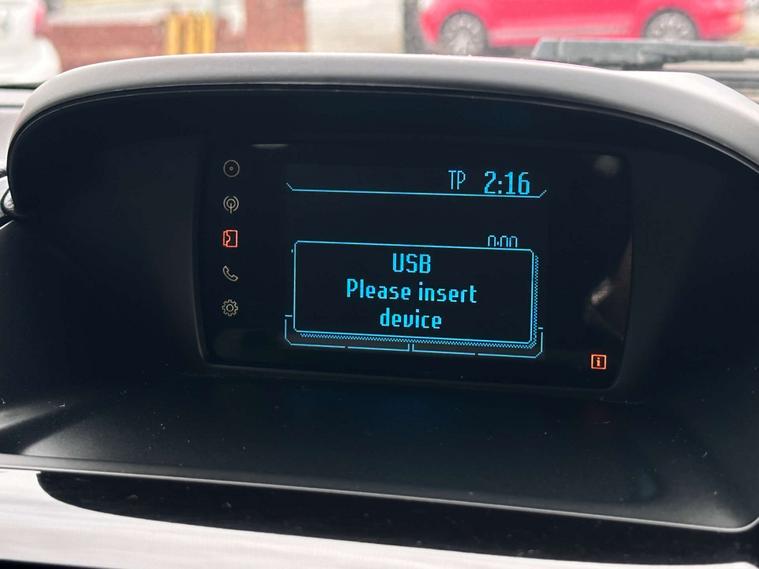 TP 2:16
0:00
USB
Please insert
device
i